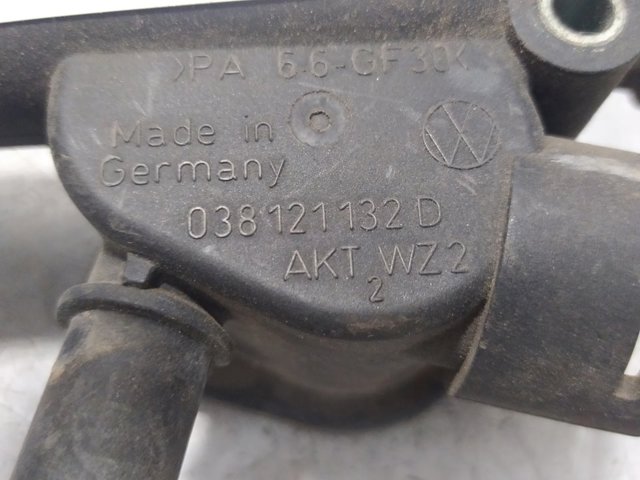 >PA 6.6-GF30<
Made in
Germany
038 121 132 D
AKT WZ2
2